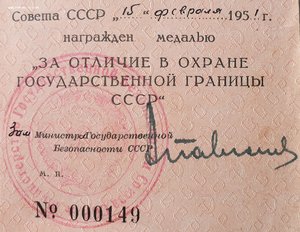 Совета СССР „15" февраля 1951 г.
награжден медалью
„ЗА ОТЛИЧИЕ В ОХРАНЕ
ГОСУДАРСТВЕННОЙ ГРАНИЦЫ
СССР"
Зам Министр Государственной
Безопасности СССР
М. П.
№ 000149